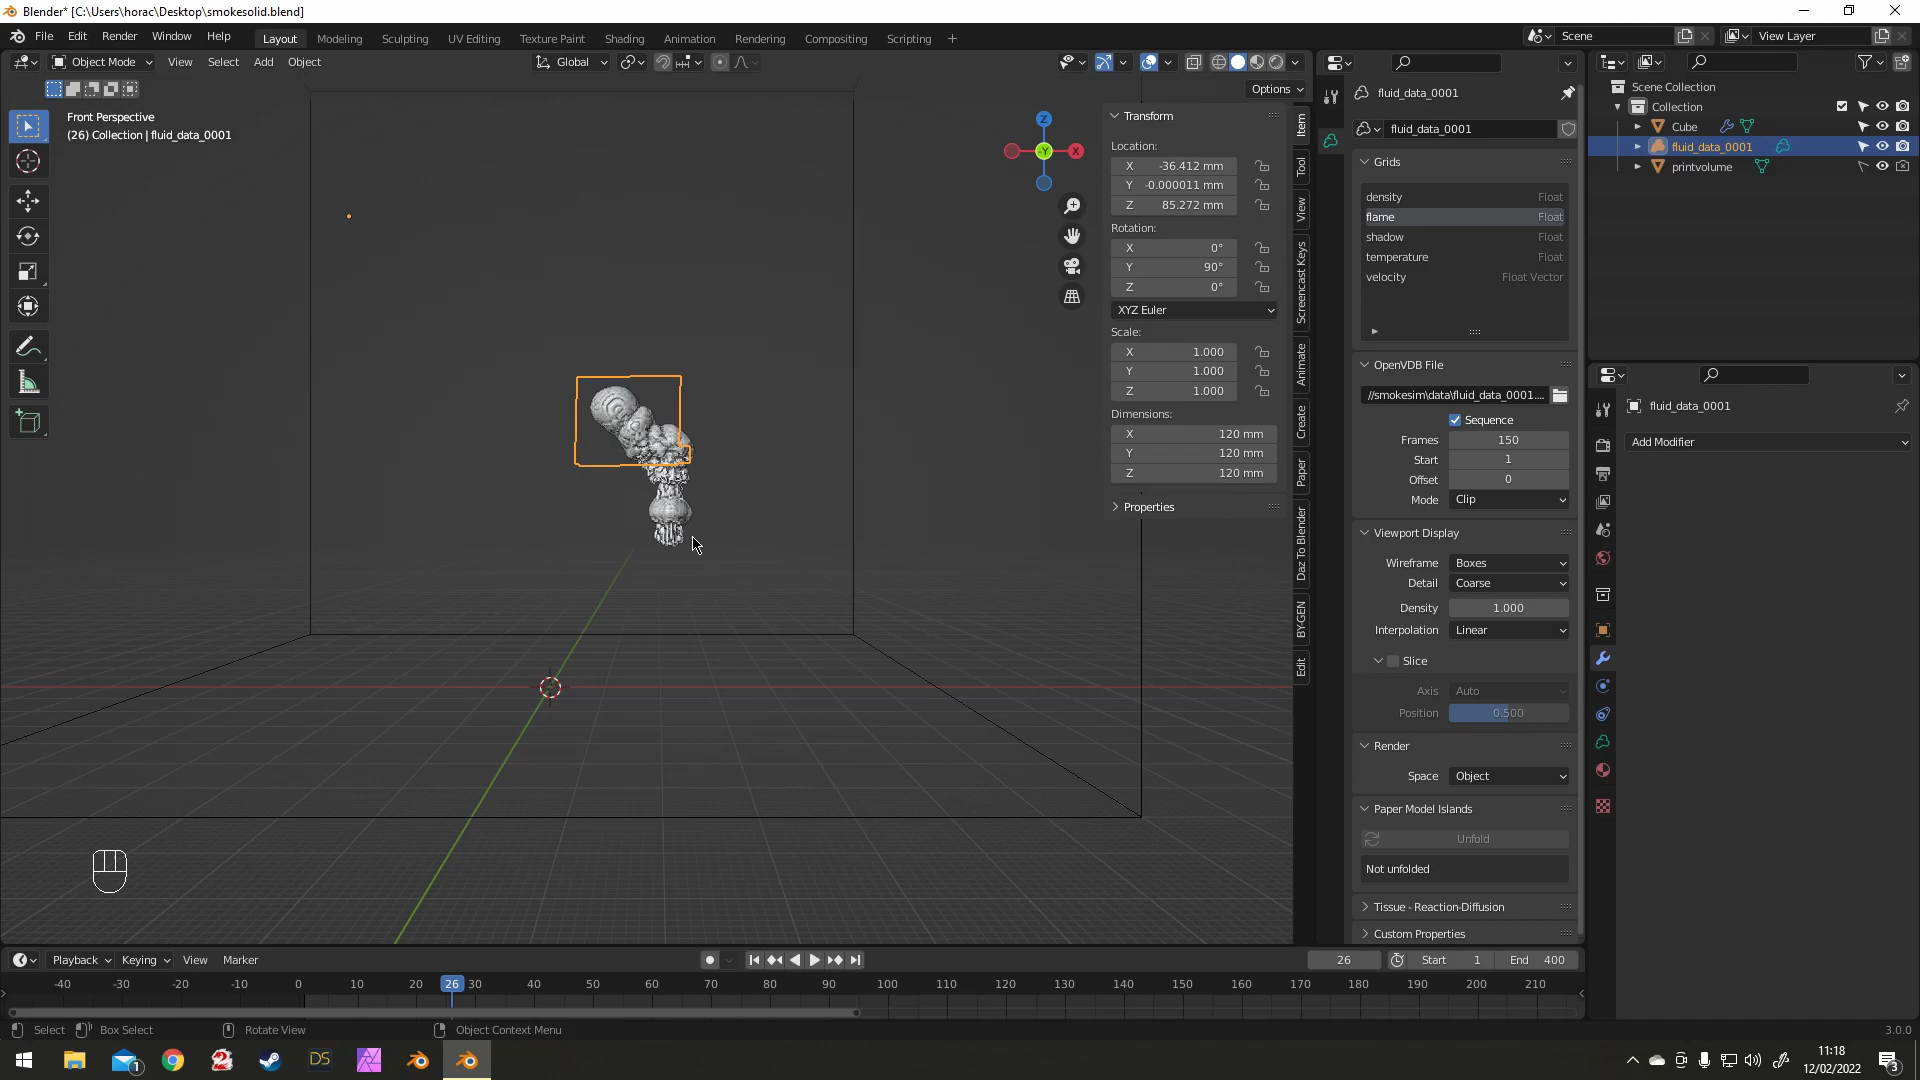 Blender* [C:\Users\horac\Desktop\smokesolid.blend]
File Edit Render Window Help
Layout Modeling Sculpting UV Editing Texture Paint Shading Animation Rendering Compositing Scripting
Scene
View Layer
Object Mode View Select Add Object
Global
Options
Front Perspective
(26) Collection | fluid_data_0001
Z
X
-Y
Transform
Location:
X -36.412 mm
Y -0.000011 mm
Z 85.272 mm
Rotation:
X 0°
Y 90°
Z 0°
XYZ Euler
Scale:
X 1.000
Y 1.000
Z 1.000
Dimensions:
X 120 mm
Y 120 mm
Z 120 mm
Properties
Item
Tool
View
Screencast Keys
Animate
Create
Paper
Daz To Blender
BY-GEN
Edit
fluid_data_0001
fluid_data_0001
Grids
density Float
flame Float
shadow Float
temperature Float
velocity Float Vector
OpenVDB File
//smokesim\data\fluid_data_0001....
Sequence
Frames 150
Start 1
Offset 0
Mode Clip
Viewport Display
Wireframe Boxes
Detail Coarse
Density 1.000
Interpolation Linear
Slice
Axis Auto
Position 0.500
Render
Space Object
Paper Model Islands
Unfold
Not unfolded
Tissue - Reaction-Diffusion
Custom Properties
Scene Collection
Collection
Cube
fluid_data_0001
printvolume
fluid_data_0001
Add Modifier
Playback Keying View Marker
26 Start 1 End 400
-40 -30 -20 -10 0 10 20 26 30 40 50 60 70 80 90 100 110 120 130 140 150 160 170 180 190 200 210
Select Box Select Rotate View Object Context Menu 3.0.0
1
2
DS
11:18
12/02/2022
3